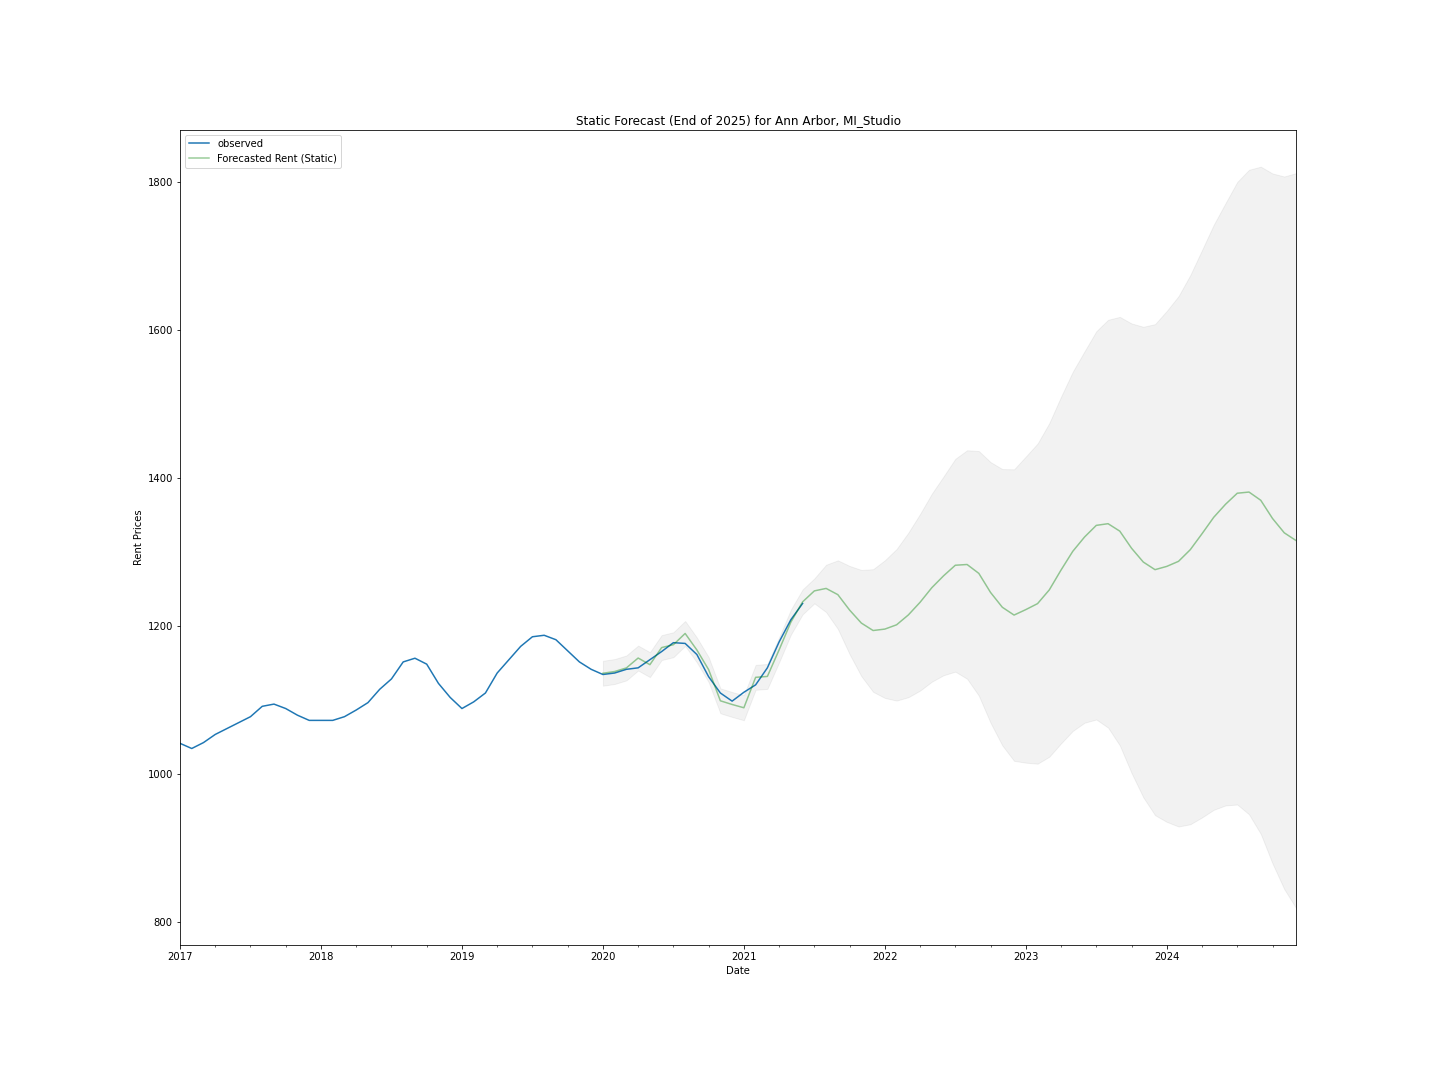 Static Forecast (End of 2025) for Ann Arbor, MI_Studio
observed
Forecasted Rent (Static)
1800
1600
1400
1200
1000
800
Rent Prices
2017 2018 2019 2020 2021 2022 2023 2024
Date